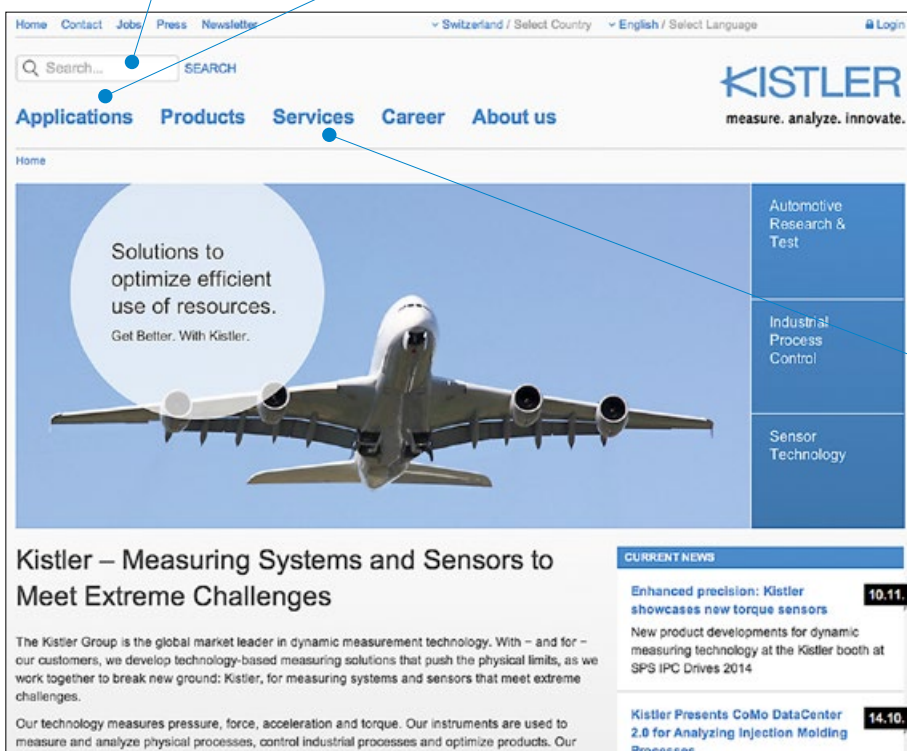 Home Contact Jobs Press Newsletter Switzerland / Select Country English / Select Language Login
Search... SEARCH
KISTLER
measure. analyze. innovate.
Applications Products Services Career About us
Home
Solutions to
optimize efficient
use of resources.
Get Better. With Kistler.
Automotive
Research &
Test
Industrial
Process
Control
Sensor
Technology
Kistler – Measuring Systems and Sensors to
Meet Extreme Challenges
The Kistler Group is the global market leader in dynamic measurement technology. With – and for –
our customers, we develop technology-based measuring solutions that push the physical limits, as we
work together to break new ground: Kistler, for measuring systems and sensors that meet extreme
challenges.
Our technology measures pressure, force, acceleration and torque. Our instruments are used to
measure and analyze physical processes, control industrial processes and optimize products. Our
CURRENT NEWS
Enhanced precision: Kistler 10.11.
showcases new torque sensors
New product developments for dynamic
measuring technology at the Kistler booth at
SPS IPC Drives 2014
Kistler Presents CoMo DataCenter 14.10.
2.0 for Analyzing Injection Molding
Processes